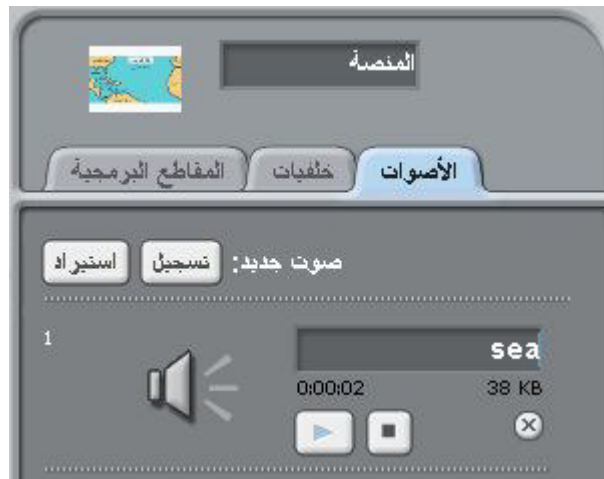 المنصة
الأصوات خلفيات المقاطع البرمجية
صوت جديد: تسجيل استيراد
1
sea
0:00:02 38 KB